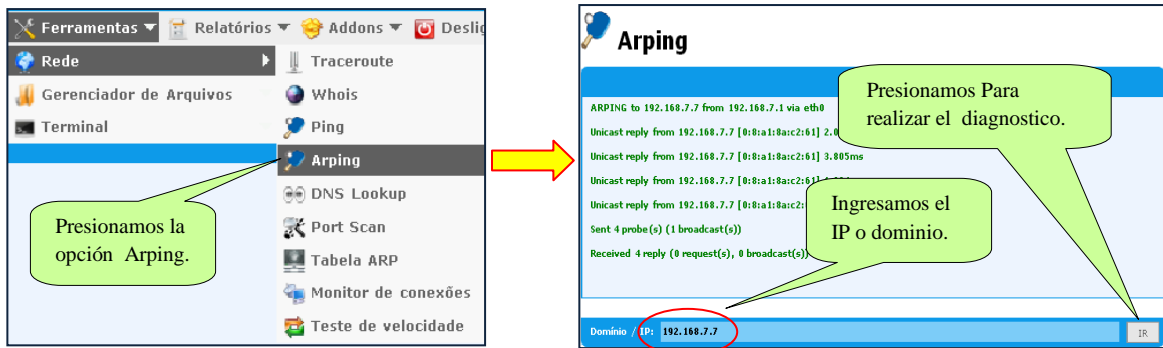 Ferramentas
Relatórios
Addons
Rede
Gerenciador de Arquivos
Terminal
Traceroute
Whois
Ping
Arping
DNS Lookup
Port Scan
Tabela ARP
Monitor de conexões
Teste de velocidade
Presionamos la
opción Arping.
Arping
Presionamos Para
realizar el diagnostico.
ARPING to 192.168.7.7 from 192.168.7.1 via eth0
Unicast reply from 192.168.7.7 [0:8:a1:8a:c2:61]
Unicast reply from 192.168.7.7 [0:8:a1:8a:c2:61] 3.805ms
Unicast reply from 192.168.7.7 [0:8:a1:8a:c2:61]
Unicast reply from 192.168.7.7
Sent 4 probe(s) (1 broadcast(s))
Received 4 reply (0 request(s), 0 broadcast(s))
Ingresamos el
IP o dominio.
Domínio / IP: 192.168.7.7
IR